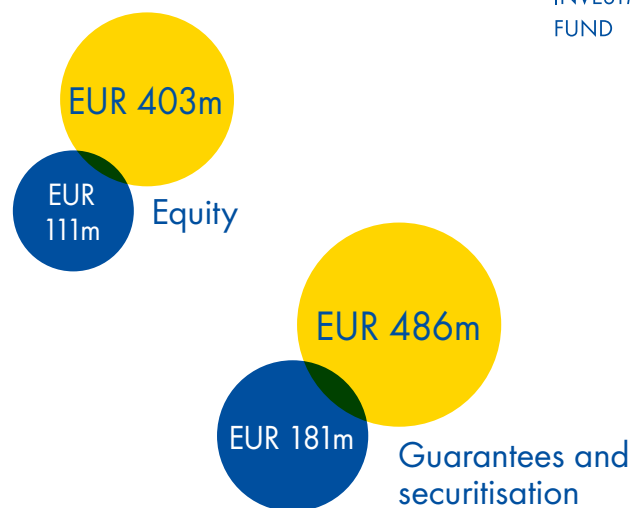 FUND
EUR 403m
EUR
111m
Equity
EUR 486m
EUR 181m
Guarantees and
securitisation